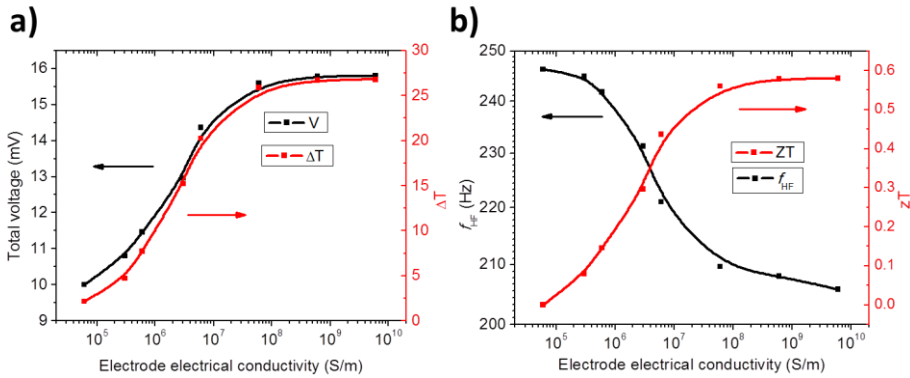 a)
b)
16
15
14
13
12
11
10
9
Total voltage (mV)
30
25
20
15
10
5
0
ΔT
V
ΔT
10^5 10^6 10^7 10^8 10^9 10^10
Electrode electrical conductivity (S/m)
250
240
230
220
210
200
f_HF (Hz)
0.6
0.5
0.4
0.3
0.2
0.1
0.0
zT
ZT
f_HF
10^5 10^6 10^7 10^8 10^9 10^10
Electrode electrical conductivity (S/m)